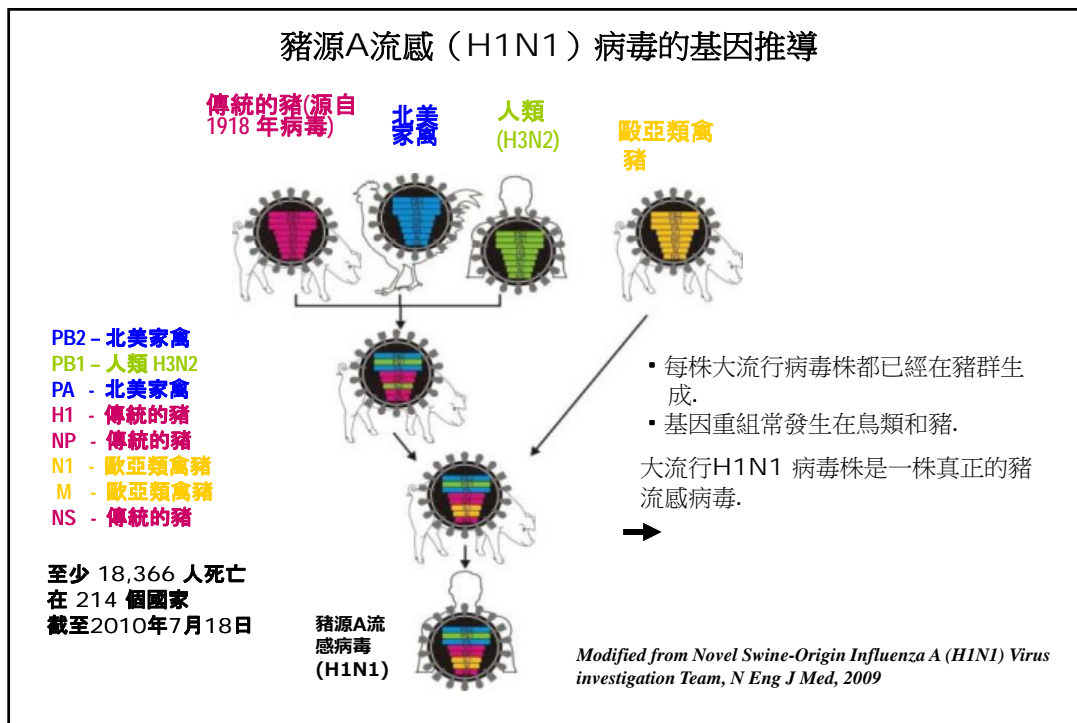 豬源A流感（H1N1）病毒的基因推導
傳統的豬(源自
1918 年病毒)
北美
家禽
人類
(H3N2)
毆亞類禽
豬
PB2 – 北美家禽
PB1 – 人類 H3N2
PA - 北美家禽
H1 - 傳統的豬
NP - 傳統的豬
N1 - 歐亞類禽豬
M - 歐亞類禽豬
NS - 傳統的豬
▪ 每株大流行病毒株都已經在豬群生
成.
▪ 基因重組常發生在鳥類和豬.
大流行H1N1 病毒株是一株真正的豬
流感病毒.
至少 18,366 人死亡
在 214 個國家
截至2010年7月18日
豬源A流
感病毒
(H1N1)
Modified from Novel Swine-Origin Influenza A (H1N1) Virus
investigation Team, N Eng J Med, 2009